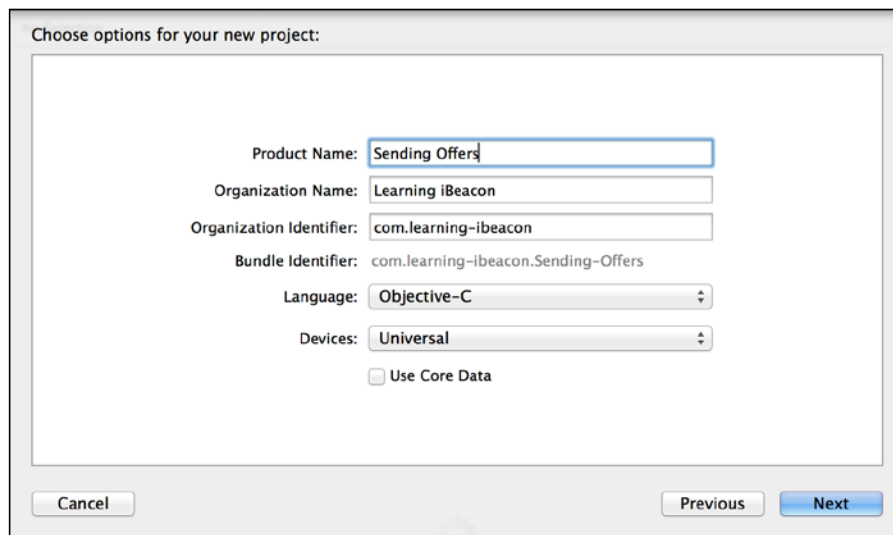 Choose options for your new project:
Product Name: Sending Offers
Organization Name: Learning iBeacon
Organization Identifier: com.learning-ibeacon
Bundle Identifier: com.learning-ibeacon.Sending-Offers
Language: Objective-C
Devices: Universal
Use Core Data
Cancel Previous Next